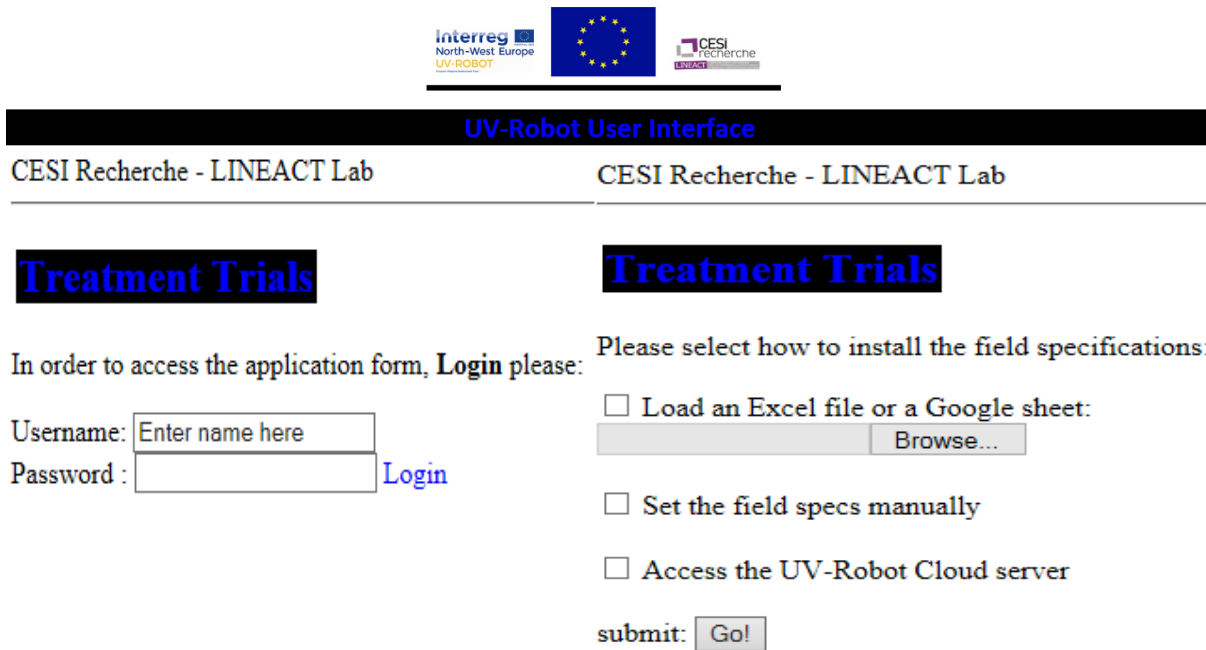 Interreg
North-West Europe
UV-ROBOT
CESI
recherche
LINEACT
UV-Robot User Interface
CESI Recherche - LINEACT Lab
Treatment Trials
In order to access the application form, Login please:
Username: Enter name here
Password : Login
CESI Recherche - LINEACT Lab
Treatment Trials
Please select how to install the field specifications:
Load an Excel file or a Google sheet:
Browse...
Set the field specs manually
Access the UV-Robot Cloud server
submit: Go!